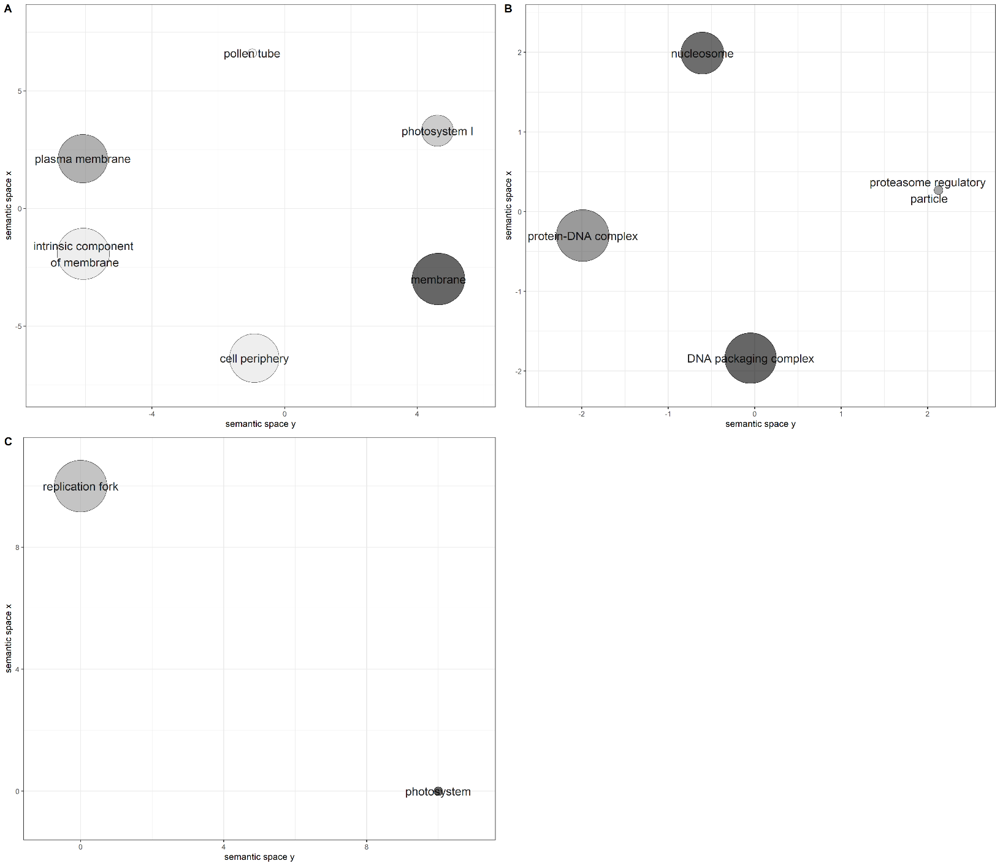 A
pollen tube
5
photosystem I
plasma membrane
0
intrinsic component
of membrane
membrane
-5
cell periphery
-4
0
4
semantic space y
semantic space x
B
nucleosome
2
1
proteasome regulatory
particle
0
protein-DNA complex
-1
DNA packaging complex
-2
-2
-1
0
1
2
semantic space y
semantic space x
C
replication fork
8
4
photosystem
0
0
4
8
semantic space y
semantic space x